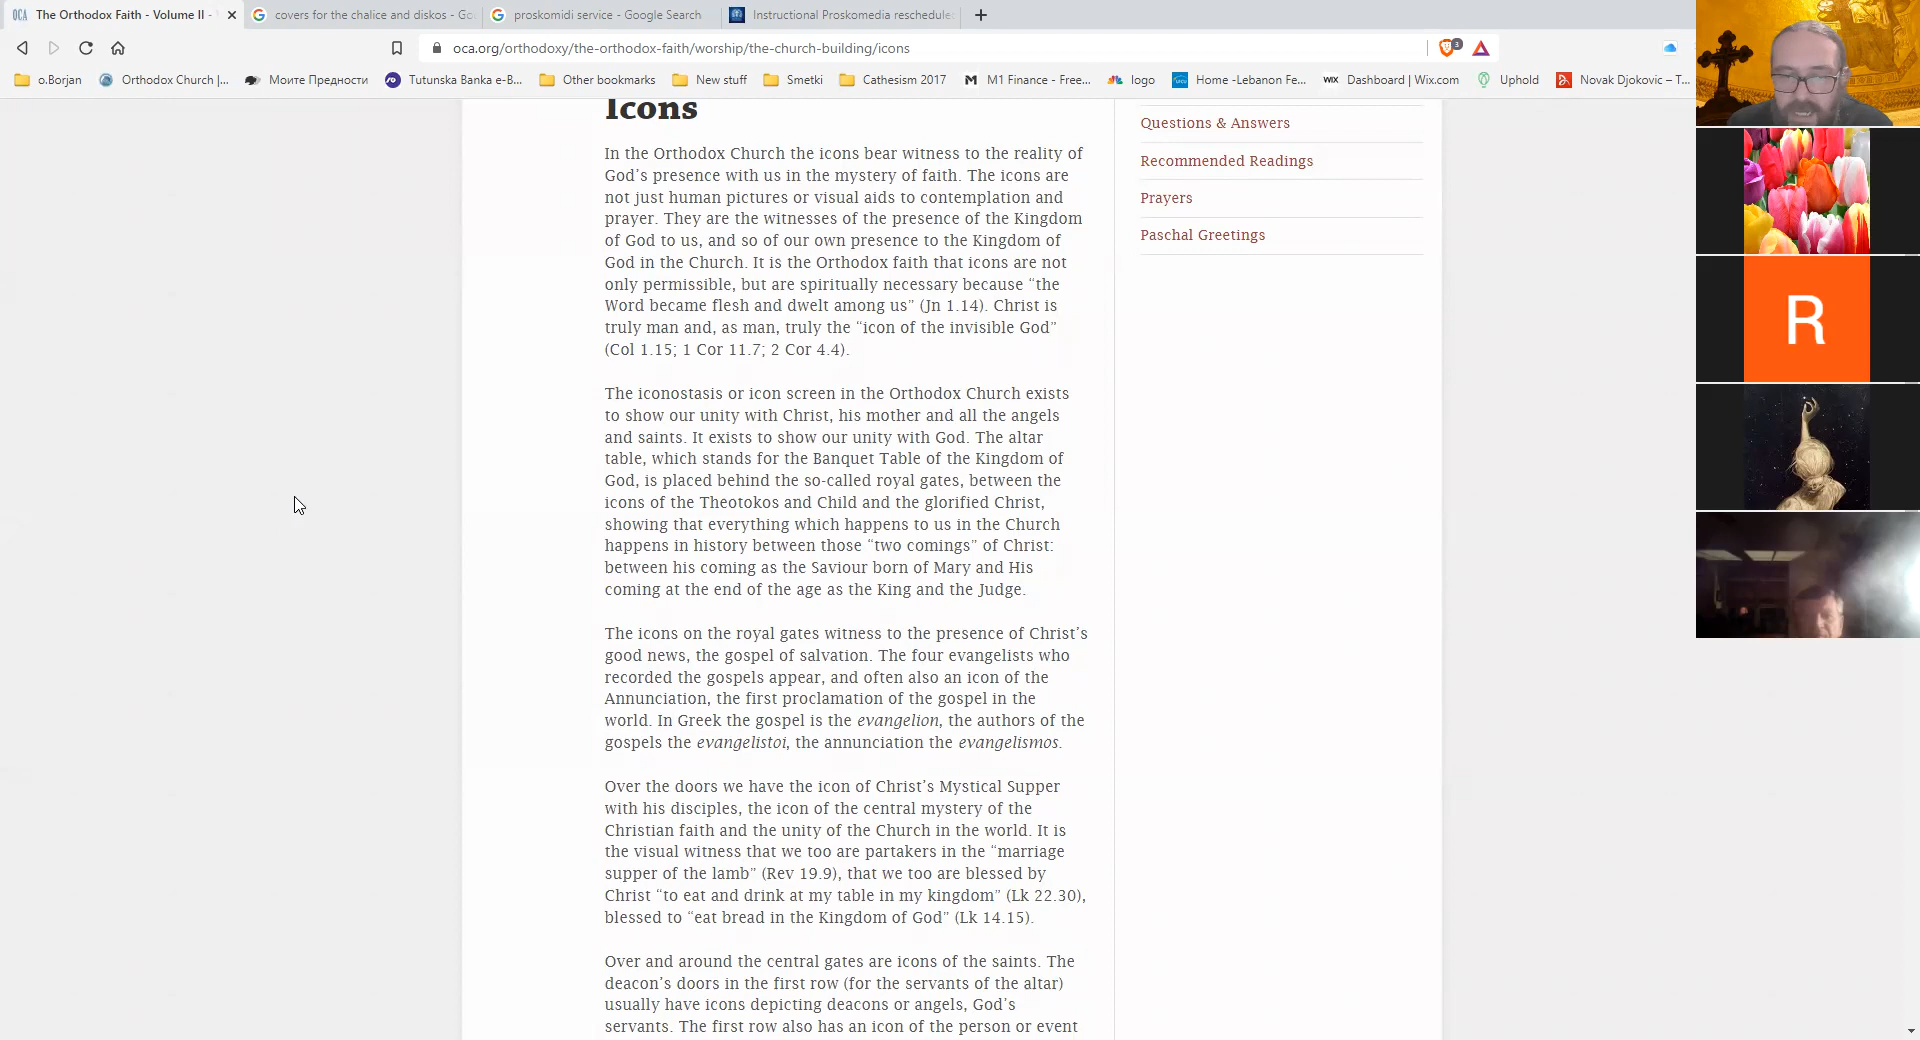 OCA The Orthodox Faith - Volume II -
covers for the chalice and diskos - Go
proskomidi service - Google Search
Instructional Proskomedia reschedule
oca.org/orthodoxy/the-orthodox-faith/worship/the-church-building/icons
3
o.Borjan
Orthodox Church |...
Моите Предности
Tutunska Banka e-B...
Other bookmarks
New stuff
Smetki
Cathesism 2017
M1 Finance - Free...
logo
Home -Lebanon Fe...
WIX Dashboard | Wix.com
Uphold
Novak Djokovic – T...
Icons
In the Orthodox Church the icons bear witness to the reality of
God’s presence with us in the mystery of faith. The icons are
not just human pictures or visual aids to contemplation and
prayer. They are the witnesses of the presence of the Kingdom
of God to us, and so of our own presence to the Kingdom of
God in the Church. It is the Orthodox faith that icons are not
only permissible, but are spiritually necessary because “the
Word became flesh and dwelt among us” (Jn 1.14). Christ is
truly man and, as man, truly the “icon of the invisible God”
(Col 1.15; 1 Cor 11.7; 2 Cor 4.4).
The iconostasis or icon screen in the Orthodox Church exists
to show our unity with Christ, his mother and all the angels
and saints. It exists to show our unity with God. The altar
table, which stands for the Banquet Table of the Kingdom of
God, is placed behind the so-called royal gates, between the
icons of the Theotokos and Child and the glorified Christ,
showing that everything which happens to us in the Church
happens in history between those “two comings” of Christ:
between his coming as the Saviour born of Mary and His
coming at the end of the age as the King and the Judge.
The icons on the royal gates witness to the presence of Christ’s
good news, the gospel of salvation. The four evangelists who
recorded the gospels appear, and often also an icon of the
Annunciation, the first proclamation of the gospel in the
world. In Greek the gospel is the evangelion, the authors of the
gospels the evangelistoi, the annunciation the evangelismos.
Over the doors we have the icon of Christ’s Mystical Supper
with his disciples, the icon of the central mystery of the
Christian faith and the unity of the Church in the world. It is
the visual witness that we too are partakers in the “marriage
supper of the lamb” (Rev 19.9), that we too are blessed by
Christ “to eat and drink at my table in my kingdom” (Lk 22.30),
blessed to “eat bread in the Kingdom of God” (Lk 14.15).
Over and around the central gates are icons of the saints. The
deacon’s doors in the first row (for the servants of the altar)
usually have icons depicting deacons or angels, God’s
servants. The first row also has an icon of the person or event
Questions & Answers
Recommended Readings
Prayers
Paschal Greetings
R